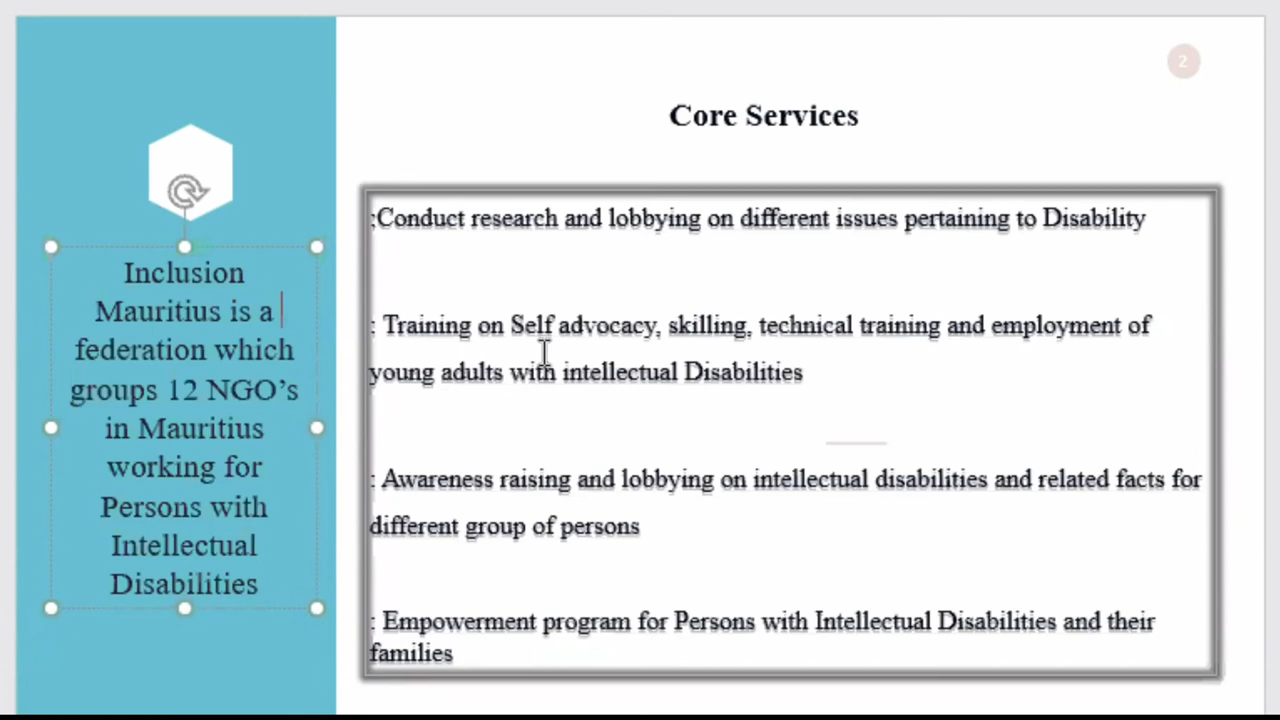 2
Core Services
Inclusion
Mauritius is a
federation which
groups 12 NGO’s
in Mauritius
working for
Persons with
Intellectual
Disabilities
;Conduct research and lobbying on different issues pertaining to Disability
: Training on Self advocacy, skilling, technical training and employment of
young adults with intellectual Disabilities
: Awareness raising and lobbying on intellectual disabilities and related facts for
different group of persons
: Empowerment program for Persons with Intellectual Disabilities and their
families